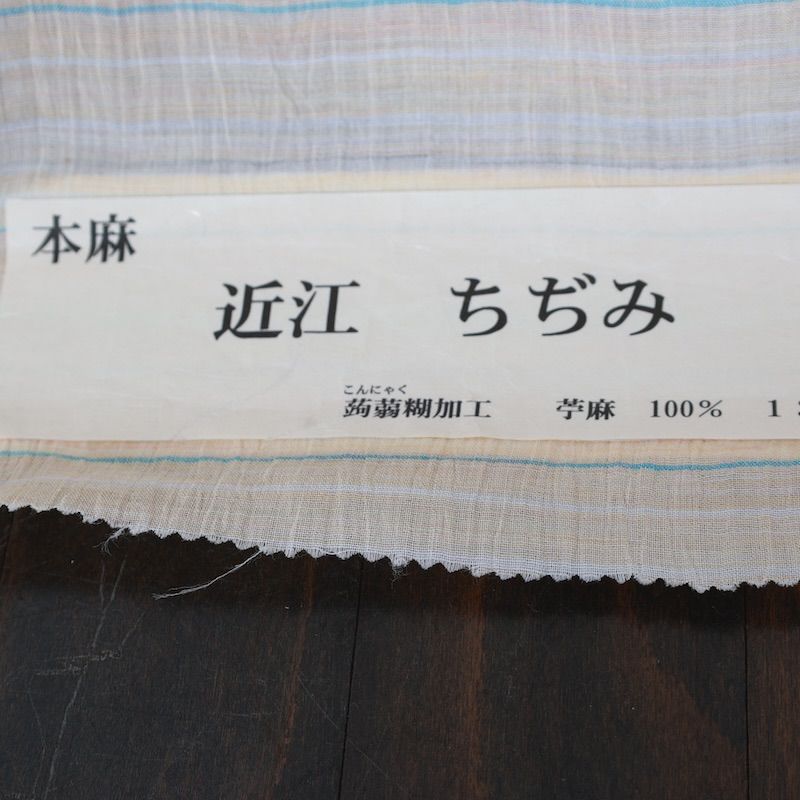 本麻
近江　ちぢみ
こんにゃく
蒟蒻糊加工　苧麻　100%　1